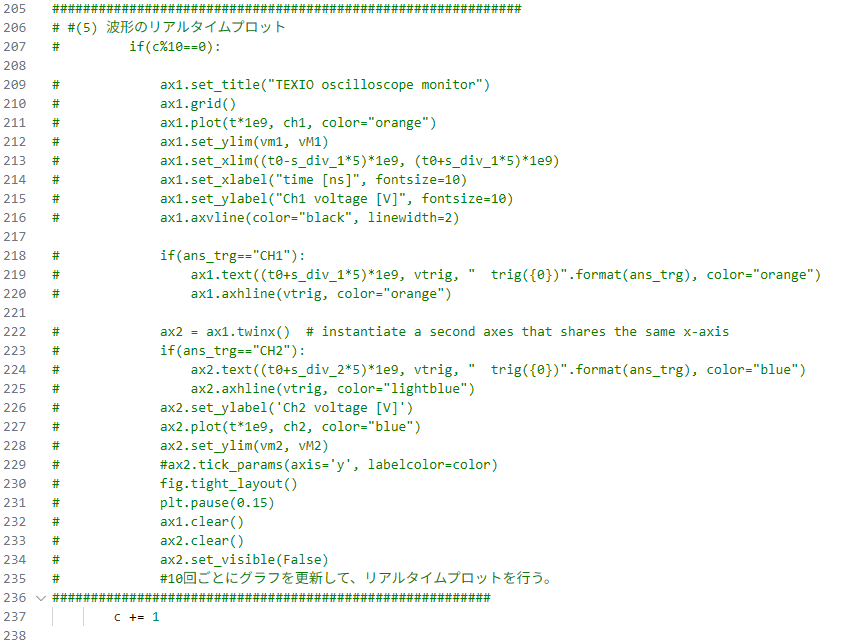 205 #############################################################
206 # #(5) 波形のリアルタイムプロット
207 #         if(c%10==0):
208
209 #             ax1.set_title("TEXIO oscilloscope monitor")
210 #             ax1.grid()
211 #             ax1.plot(t*1e9, ch1, color="orange")
212 #             ax1.set_ylim(vm1, vM1)
213 #             ax1.set_xlim((t0-s_div_1*5)*1e9, (t0+s_div_1*5)*1e9)
214 #             ax1.set_xlabel("time [ns]", fontsize=10)
215 #             ax1.set_ylabel("Ch1 voltage [V]", fontsize=10)
216 #             ax1.axvline(color="black", linewidth=2)
217
218 #             if(ans_trg=="CH1"):
219 #                 ax1.text((t0+s_div_1*5)*1e9, vtrig, "  trig({0})".format(ans_trg), color="orange")
220 #                 ax1.axhline(vtrig, color="orange")
221
222 #             ax2 = ax1.twinx()  # instantiate a second axes that shares the same x-axis
223 #             if(ans_trg=="CH2"):
224 #                 ax2.text((t0+s_div_2*5)*1e9, vtrig, "  trig({0})".format(ans_trg), color="blue")
225 #                 ax2.axhline(vtrig, color="lightblue")
226 #             ax2.set_ylabel('Ch2 voltage [V]')
227 #             ax2.plot(t*1e9, ch2, color="blue")
228 #             ax2.set_ylim(vm2, vM2)
229 #             #ax2.tick_params(axis='y', labelcolor=color)
230 #             fig.tight_layout()
231 #             plt.pause(0.15)
232 #             ax1.clear()
233 #             ax2.clear()
234 #             ax2.set_visible(False)
235 #             #10回ごとにグラフを更新して、リアルタイムプロットを行う。
236 #########################################################
237         c += 1
238